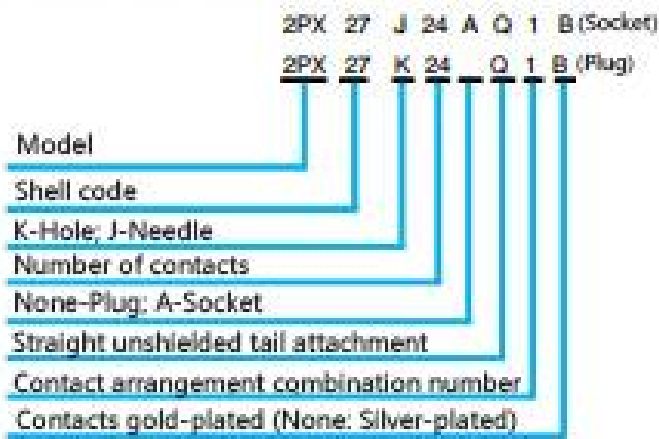 2PX 27 J 24 A Q 1 B (Socket)
2PX 27 K 24 _ Q 1 B (Plug)
Model
Shell code
K-Hole; J-Needle
Number of contacts
None-Plug; A-Socket
Straight unshielded tail attachment
Contact arrangement combination number
Contacts gold-plated (None: Silver-plated)